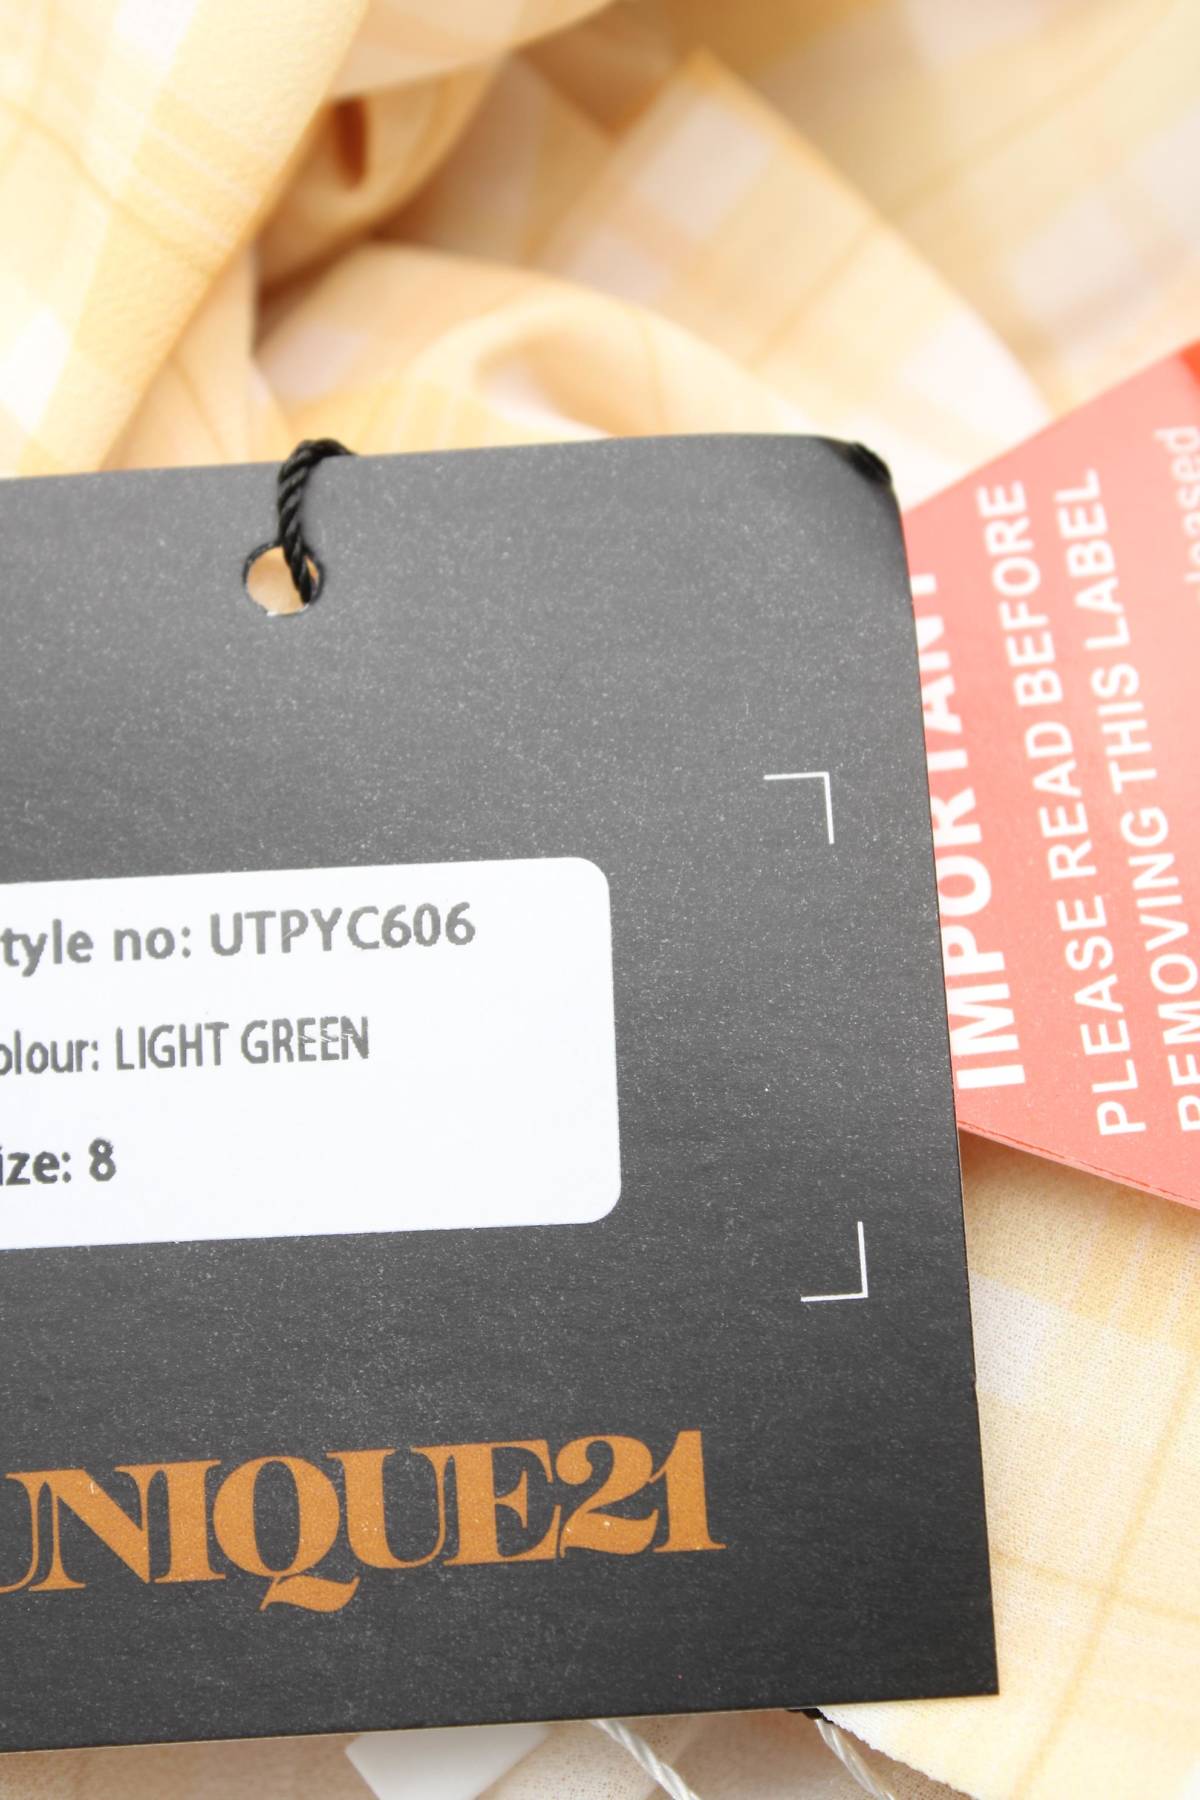 tyle no: UTPYC606
olour: LIGHT GREEN
ize: 8
UNIQUE21
IMPORTANT
PLEASE READ BEFORE
REMOVING THIS LABEL